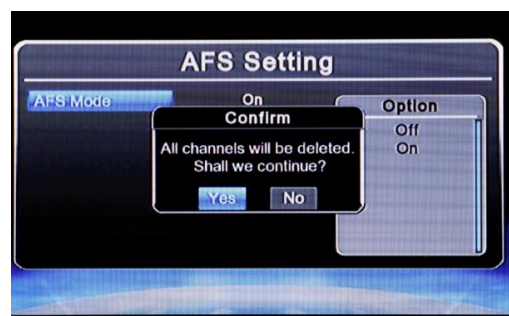 AFS Setting
AFS Mode
On
Option
Off
On
Confirm
All channels will be deleted.
Shall we continue?
Yes
No